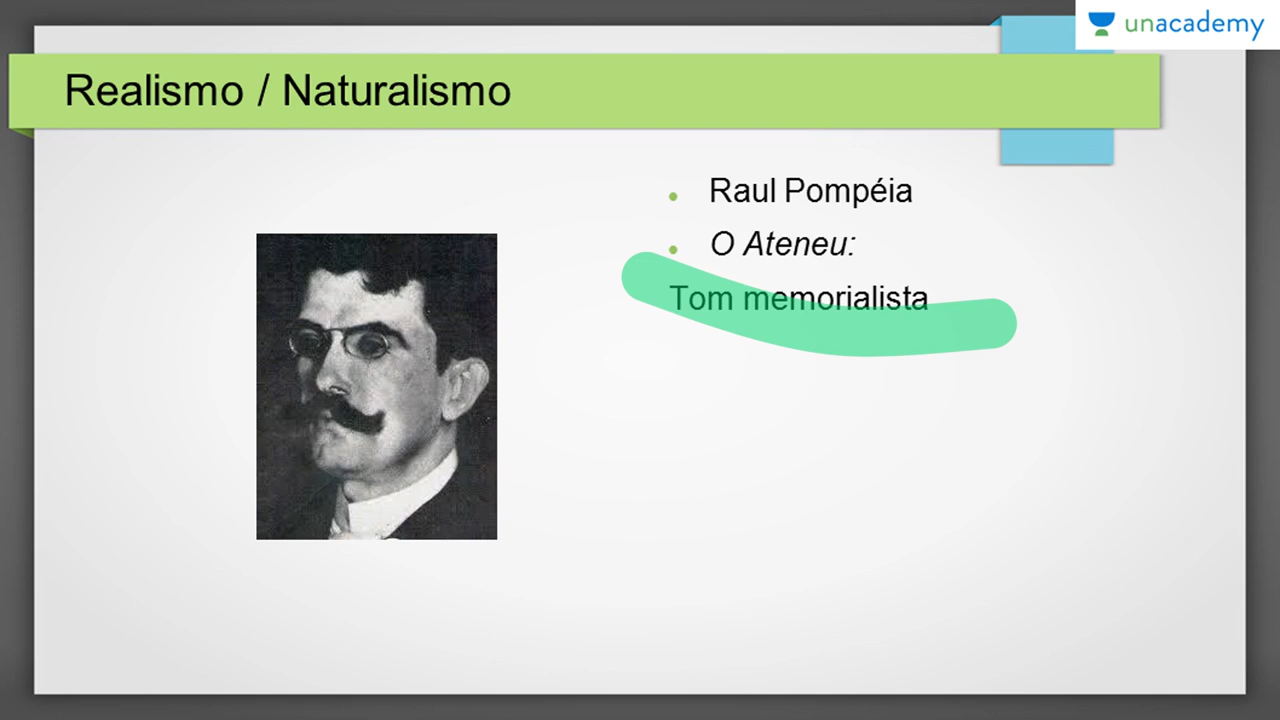 unacademy
Realismo / Naturalismo
Raul Pompéia
O Ateneu:
Tom memorialista